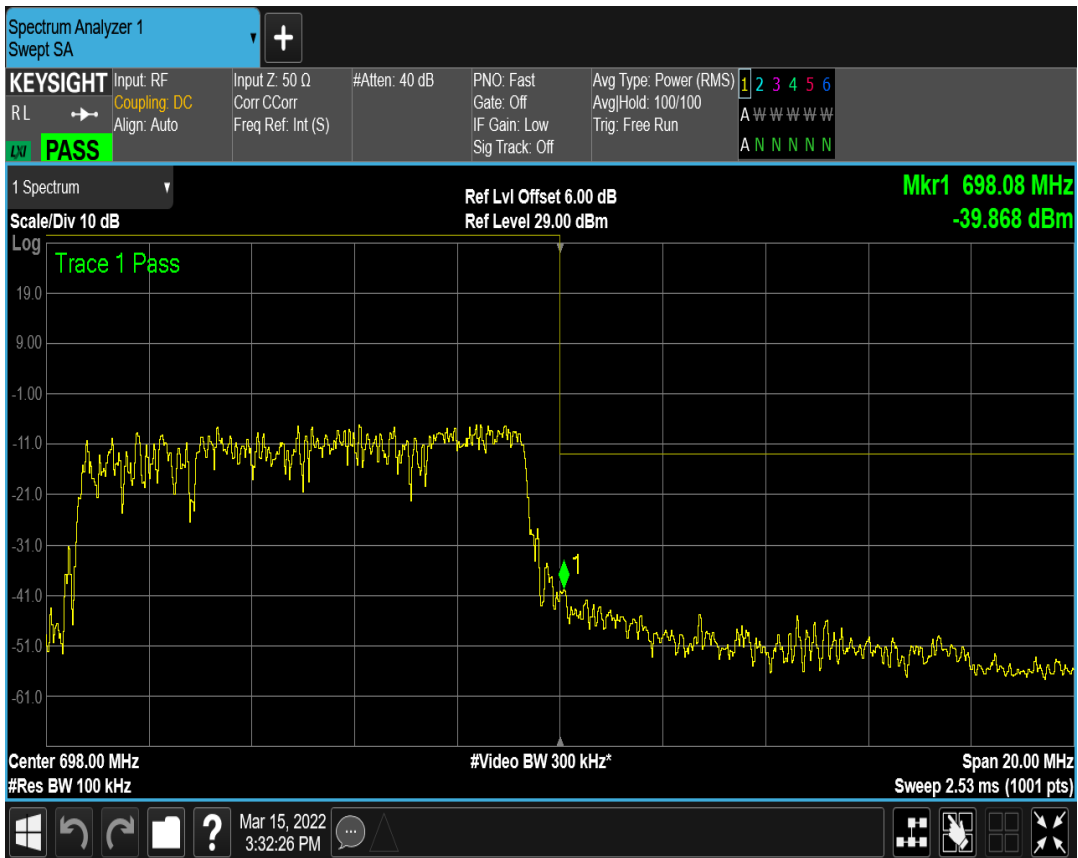 Spectrum Analyzer 1
Swept SA
+
KEYSIGHT
R L
LXI PASS
Input: RF
Coupling: DC
Align: Auto
Input Z: 50 Ω
Corr CCorr
Freq Ref: Int (S)
#Atten: 40 dB
PNO: Fast
Gate: Off
IF Gain: Low
Sig Track: Off
Avg Type: Power (RMS)
Avg|Hold: 100/100
Trig: Free Run
1 2 3 4 5 6
A W W W W W
A N N N N N
1 Spectrum
Scale/Div 10 dB
Ref Lvl Offset 6.00 dB
Ref Level 29.00 dBm
Mkr1 698.08 MHz
-39.868 dBm
Log
Trace 1 Pass
19.0
9.00
-1.00
-11.0
-21.0
-31.0
-41.0
-51.0
-61.0
1
Center 698.00 MHz
#Res BW 100 kHz
#Video BW 300 kHz*
Span 20.00 MHz
Sweep 2.53 ms (1001 pts)
?
Mar 15, 2022
3:32:26 PM